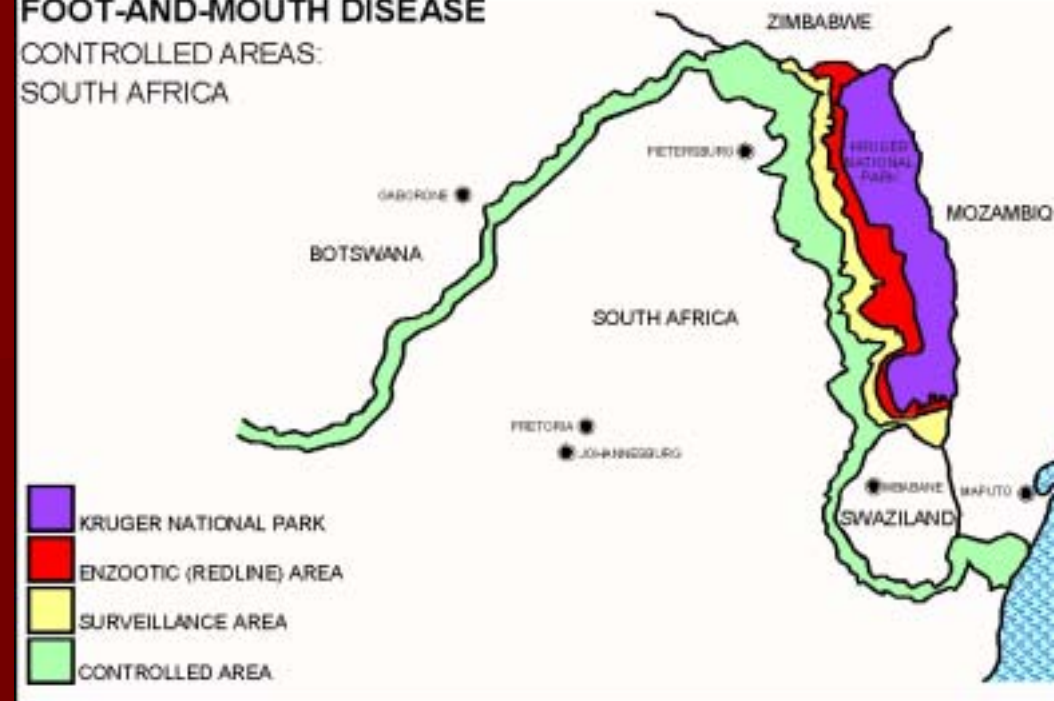 FOOT-AND-MOUTH DISEASE
CONTROLLED AREAS:
SOUTH AFRICA
ZIMBABWE
PIETERSBURG
KRUGER
NATIONAL
PARK
GABORONE
MOZAMBIQ
BOTSWANA
SOUTH AFRICA
PRETORIA
JOHANNESBURG
MBABANE
MAPUTO
SWAZILAND
KRUGER NATIONAL PARK
ENZOOTIC (REDLINE) AREA
SURVEILLANCE AREA
CONTROLLED AREA